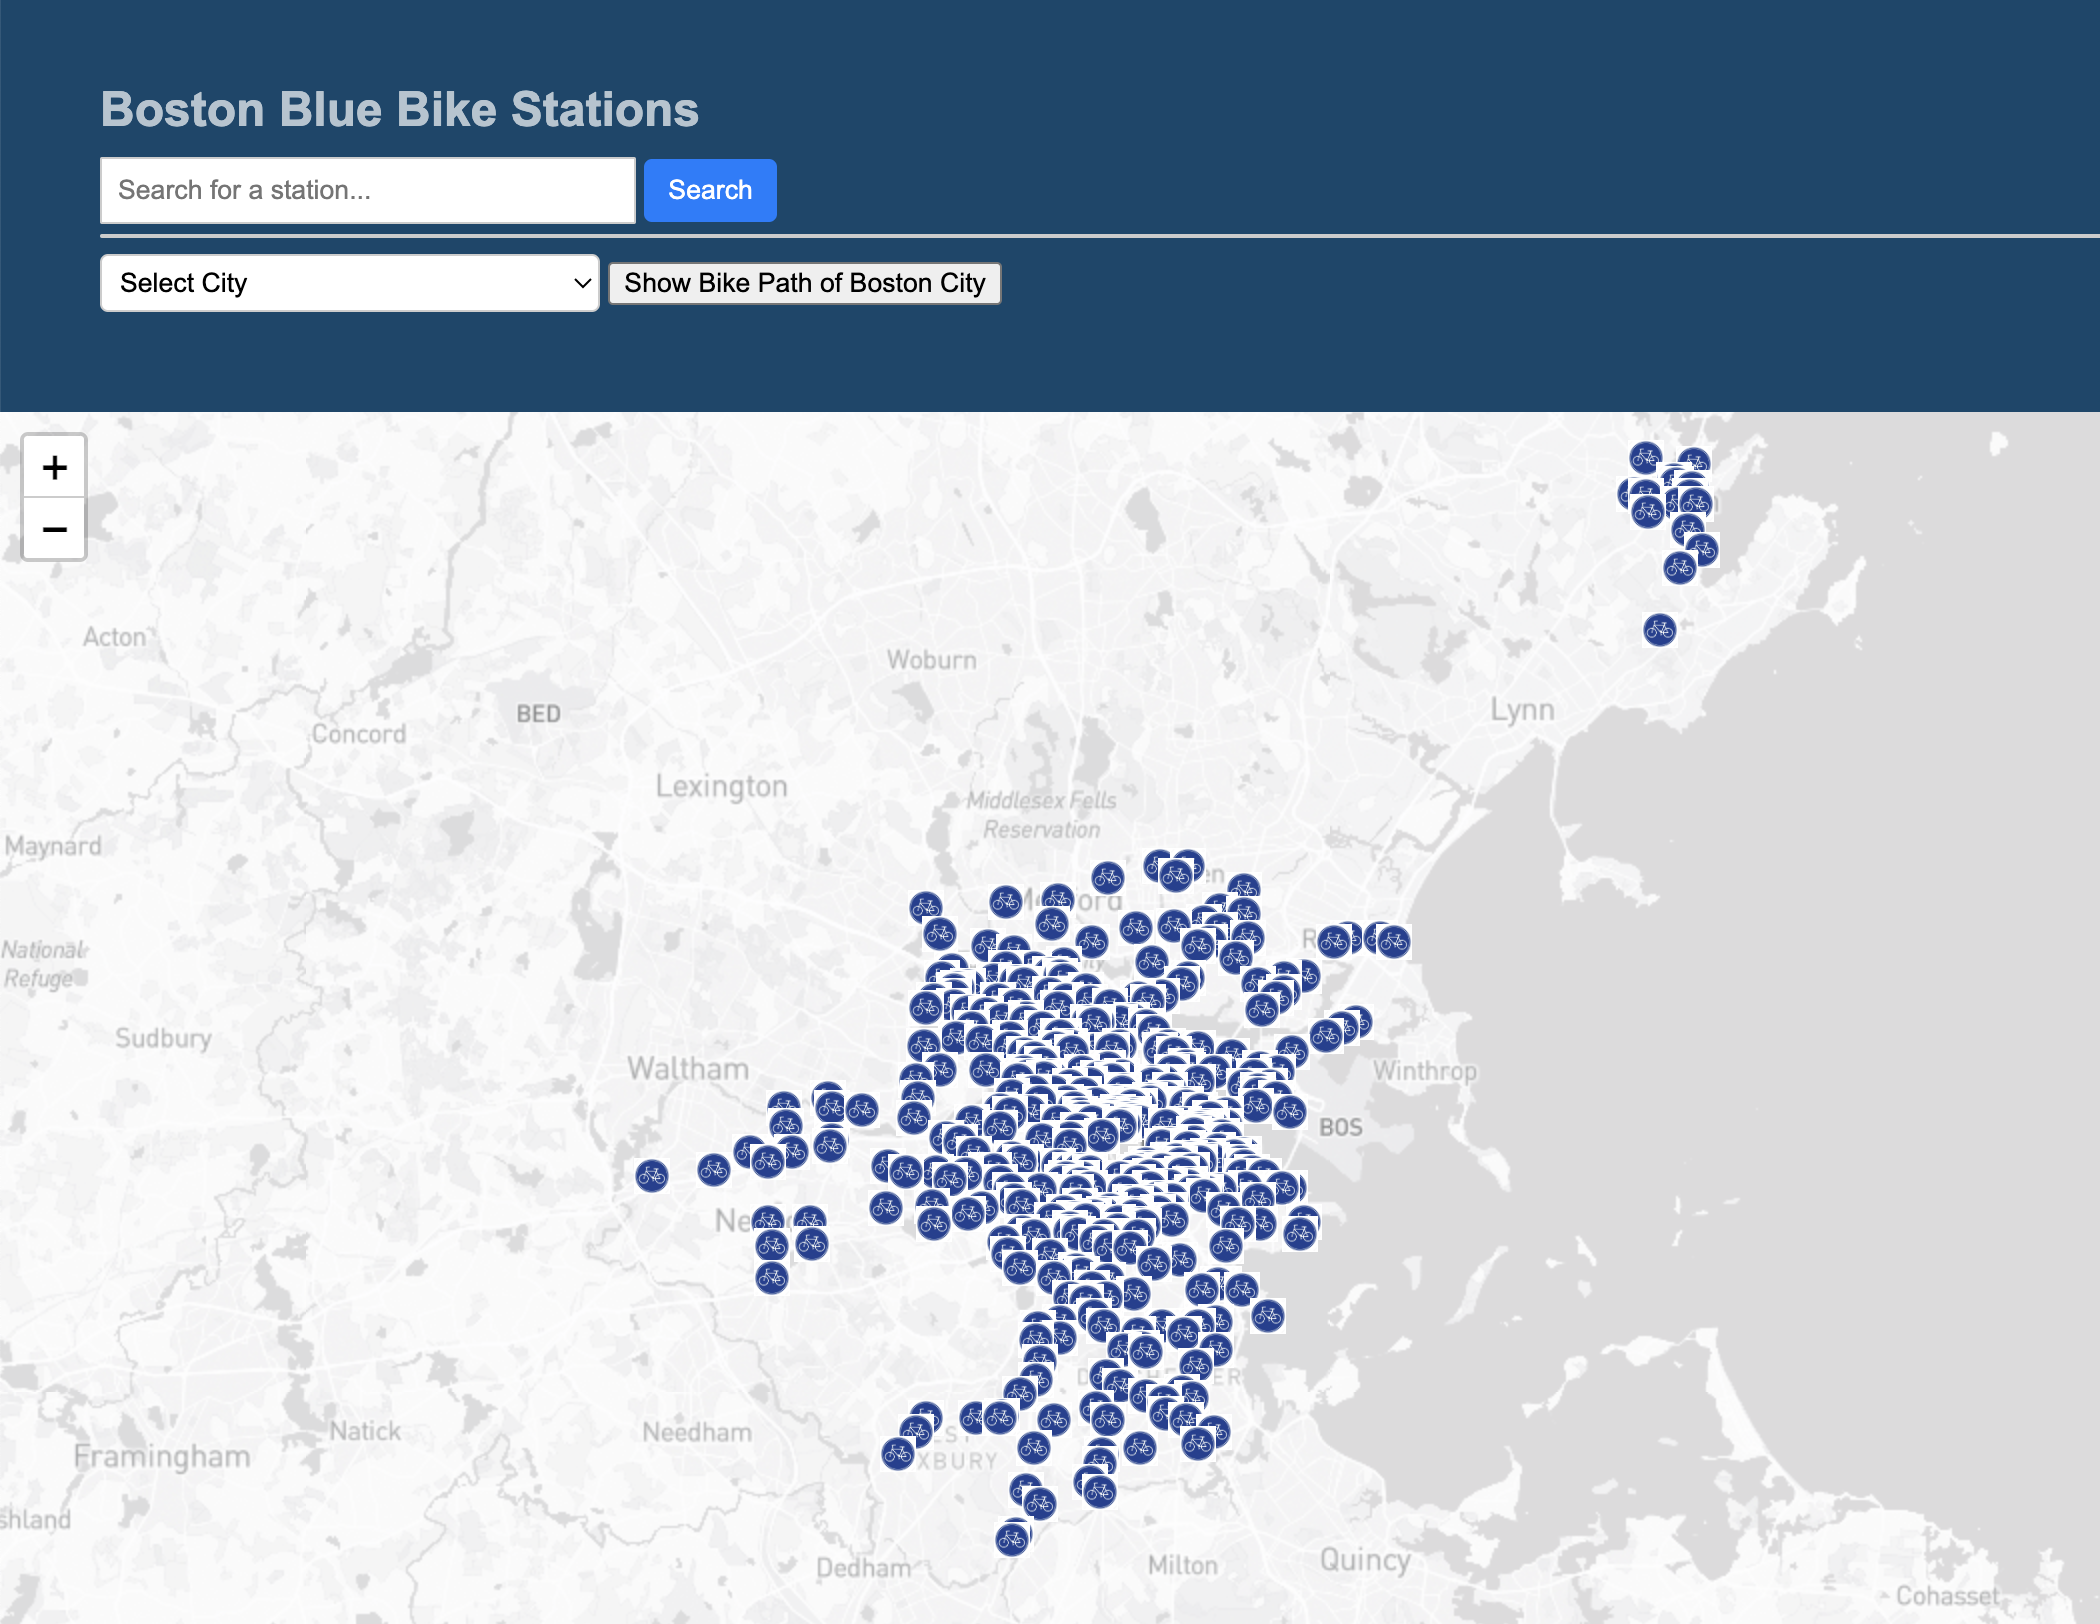 Boston Blue Bike Stations
Search for a station...
Search
Select City
Show Bike Path of Boston City
+
−
Acton
Woburn
BED
Lynn
Concord
Lexington
Middlesex Fells
Reservation
Maynard
National
Refuge
Sudbury
Waltham
Winthrop
BOS
Natick
Needham
Framingham
shland
Dedham
Milton
Quincy
Cohasset